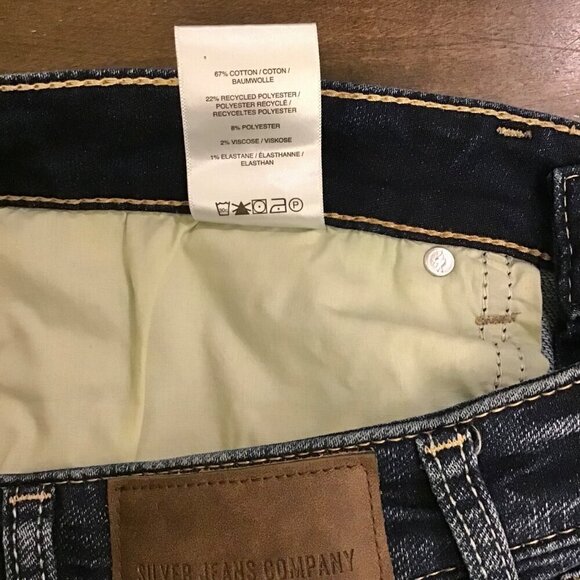 67% COTTON / COTON /
BAUMWOLLE
22% RECYCLED POLYESTER /
POLYESTER RECYCLÉ /
RECYCELTES POLYESTER
8% POLYESTER
2% VISCOSE / VISKOSE
1% ELASTANE / ÉLASTHANNE /
ELASTHAN
P
SILVER JEANS COMPANY